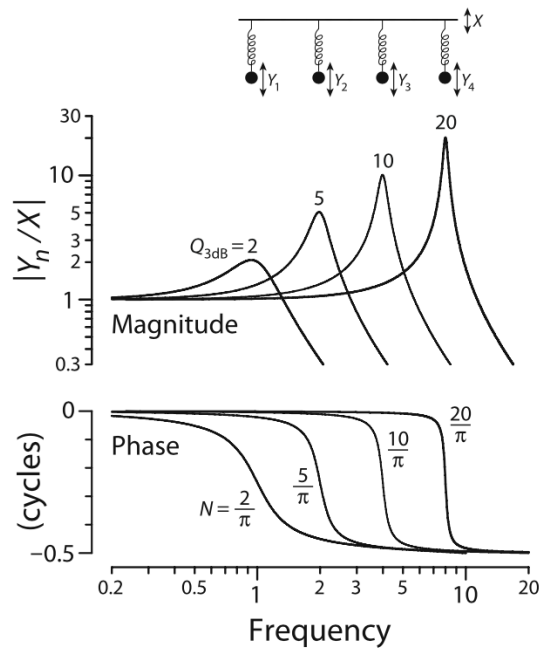 X
Y₁ Y₂ Y₃ Y₄
30
10
5
3
2
1
0.3
|Yₙ/X|
Q₃dB = 2
5
10
20
Magnitude
0
−0.5
(cycles)
Phase
N = 2/π
5/π
10/π
20/π
0.2 0.5 1 2 3 5 10 20
Frequency